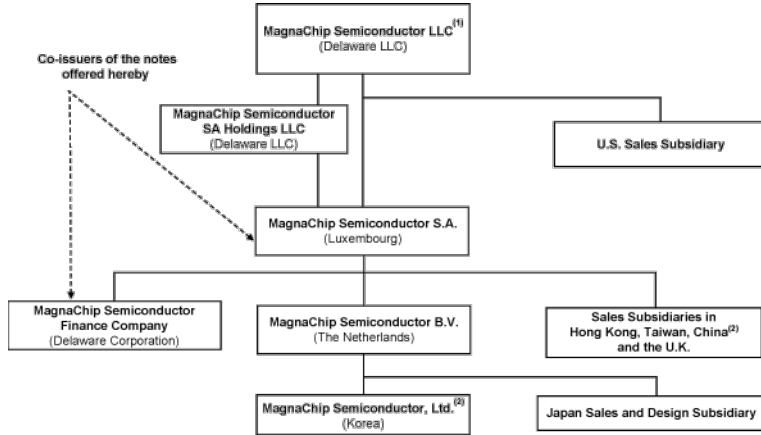 MagnaChip Semiconductor LLC(1)
(Delaware LLC)
Co-issuers of the notes
offered hereby
MagnaChip Semiconductor
SA Holdings LLC
(Delaware LLC)
U.S. Sales Subsidiary
MagnaChip Semiconductor S.A.
(Luxembourg)
MagnaChip Semiconductor
Finance Company
(Delaware Corporation)
MagnaChip Semiconductor B.V.
(The Netherlands)
Sales Subsidiaries in
Hong Kong, Taiwan, China(2)
and the U.K.
MagnaChip Semiconductor, Ltd.(2)
(Korea)
Japan Sales and Design Subsidiary